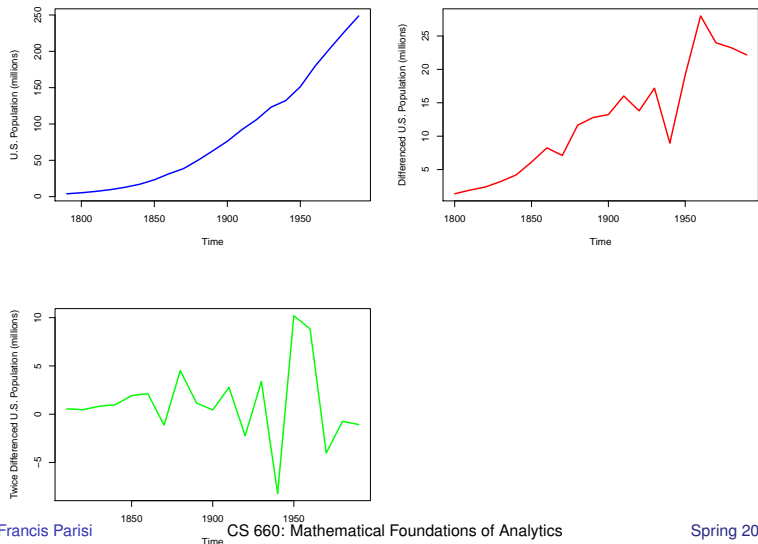 U.S. Population (millions)
0 50 100 150 200 250
1800 1850 1900 1950
Time
Differenced U.S. Population (millions)
5 10 15 20 25
1800 1850 1900 1950
Time
Twice Differenced U.S. Population (millions)
−5 0 5 10
1850 1900 1950
Time
Francis Parisi CS 660: Mathematical Foundations of Analytics Spring 20